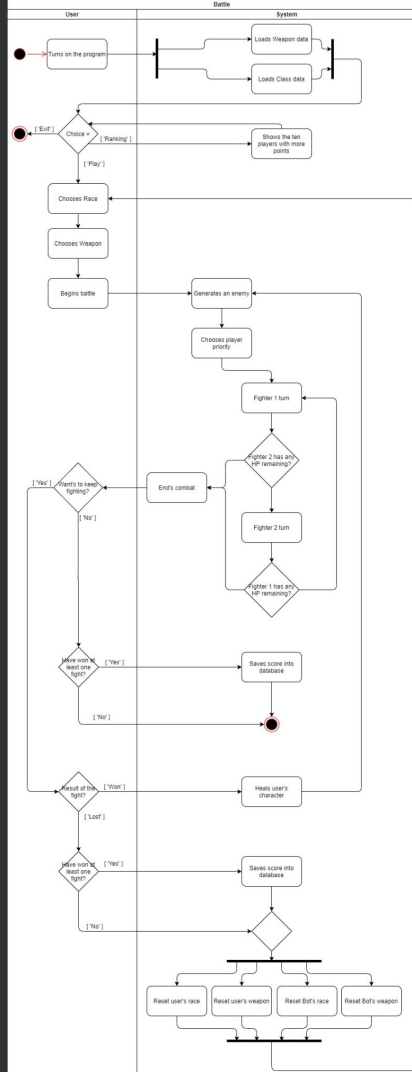 Battle
User
System
Turns on the program
Loads Weapon data
Loads Class data
[ 'Exit' ]
Choice =
[ 'Ranking' ]
Shows the ten
players with more
points
[ 'Play' ]
Chooses Race
Chooses Weapon
Begins battle
Generates an enemy
Chooses player
priority
Fighter 1 turn
Fighter 2 has any
HP remaining?
[ 'Yes' ]
Want's to keep
fighting?
End's combat
[ 'No' ]
Fighter 2 turn
Fighter 1 has any
HP remaining?
Have won at
least one
fight?
[ 'Yes' ]
Saves score into
database
[ 'No' ]
Result of the
fight?
[ 'Won' ]
Heals user's
character
[ 'Lost' ]
Have won at
least one
fight?
[ 'Yes' ]
Saves score into
database
[ 'No' ]
Reset user's race
Reset user's weapon
Reset Bot's race
Reset Bot's weapon